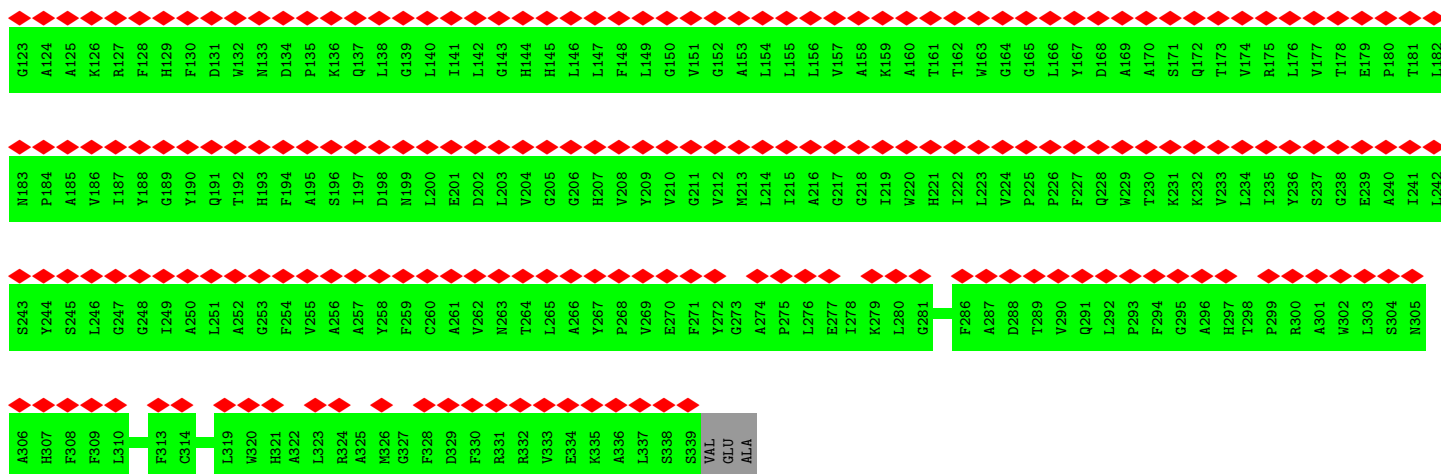 G123 A124 A125 K126 R127 F128 H129 F130 D131 W132 N133 D134 P135 K136 Q137 L138 G139 L140 I141 L142 G143 H144 H145 L146 L147 F148 L149 G150 V151 G152 A153 L154 L155 L156 V157 A158 K159 A160 T161 T162 W163 G164 G165 L166 Y167 D168 A169 A170 S171 Q172 T173 V174 R175 L176 V177 T178 E179 P180 T181 L182
N183 P184 A185 V186 I187 Y188 G189 Y190 Q191 T192 H193 F194 A195 S196 I197 D198 N199 L200 E201 D202 L203 V204 G205 G206 H207 V208 Y209 V210 G211 V212 M213 L214 I215 A216 G217 G218 I219 W220 H221 I222 L223 V224 P225 P226 F227 Q228 W229 T230 K231 K232 V233 L234 I235 Y236 S237 G238 E239 A240 I241 L242
S243 Y244 S245 L246 G247 G248 I249 A250 L251 A252 G253 F254 V255 A256 A257 Y258 F259 C260 A261 V262 N263 T264 L265 A266 Y267 P268 V269 E270 F271 Y272 G273 A274 P275 L276 E277 I278 K279 L280 G281 F286 A287 D288 T289 V290 Q291 L292 P293 F294 G295 A296 H297 T298 P299 R300 A301 W302 L303 S304 N305
A306 H307 F308 F309 L310 F313 C314 L319 W320 H321 A322 L323 R324 A325 M326 G327 F328 D329 F330 R331 R332 V333 E334 K335 A336 L337 S338 S339 VAL GLU ALA